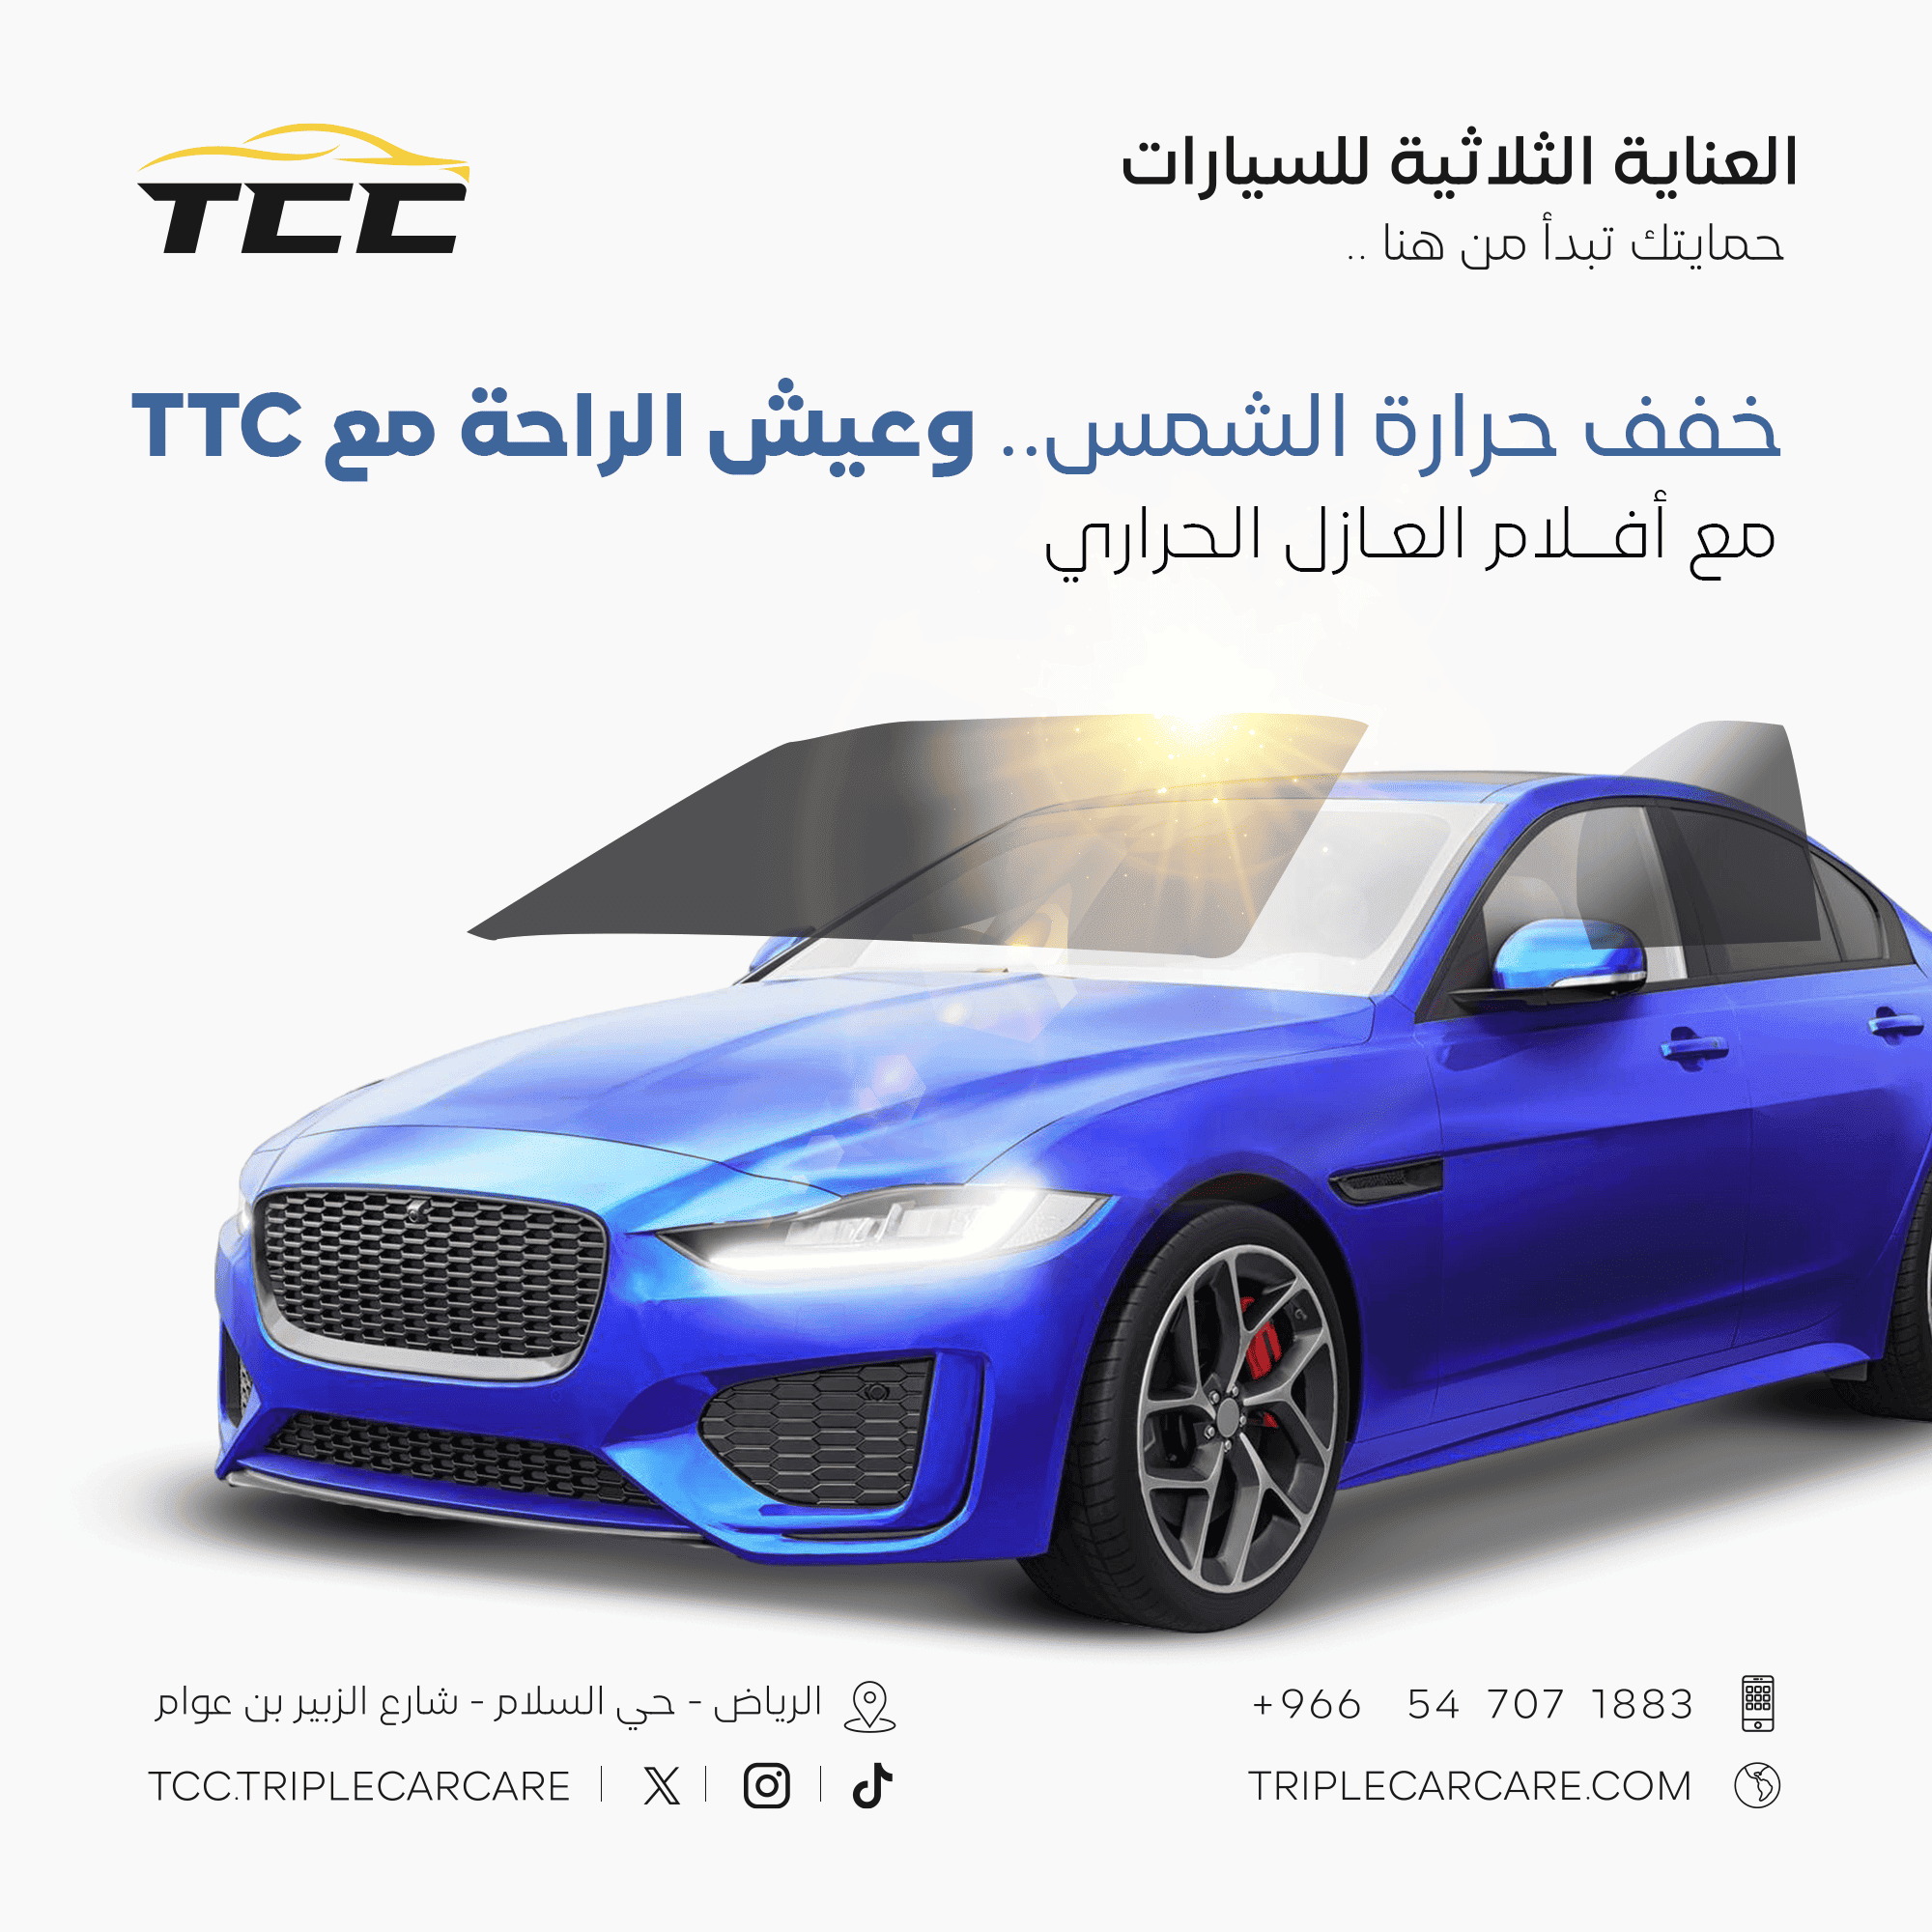 العناية الثلاثية للسيارات
حمايتك تبدأ من هنا ..
TCC
خفف حرارة الشمس.. وعيش الراحة مع TTC
مع أفـلام العـازل الحراري
+966 54 707 1883
الرياض - حي السلام - شارع الزبير بن عوام
TRIPLECARCARE.COM
TCC.TRIPLECARCARE